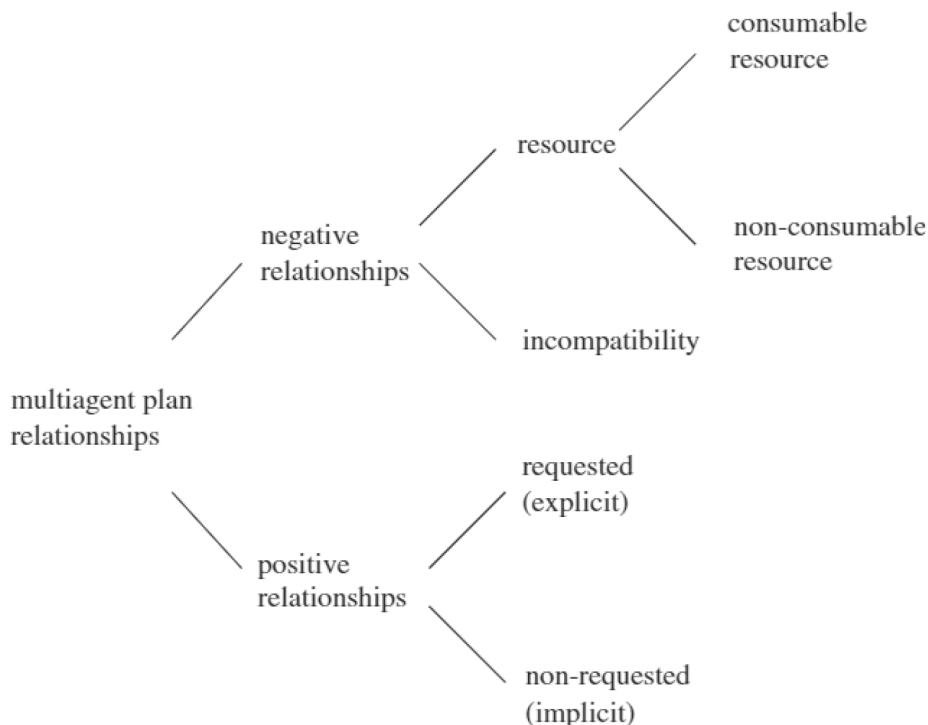 consumable
resource
resource
non-consumable
resource
negative
relationships
incompatibility
multiagent plan
relationships
requested
(explicit)
positive
relationships
non-requested
(implicit)